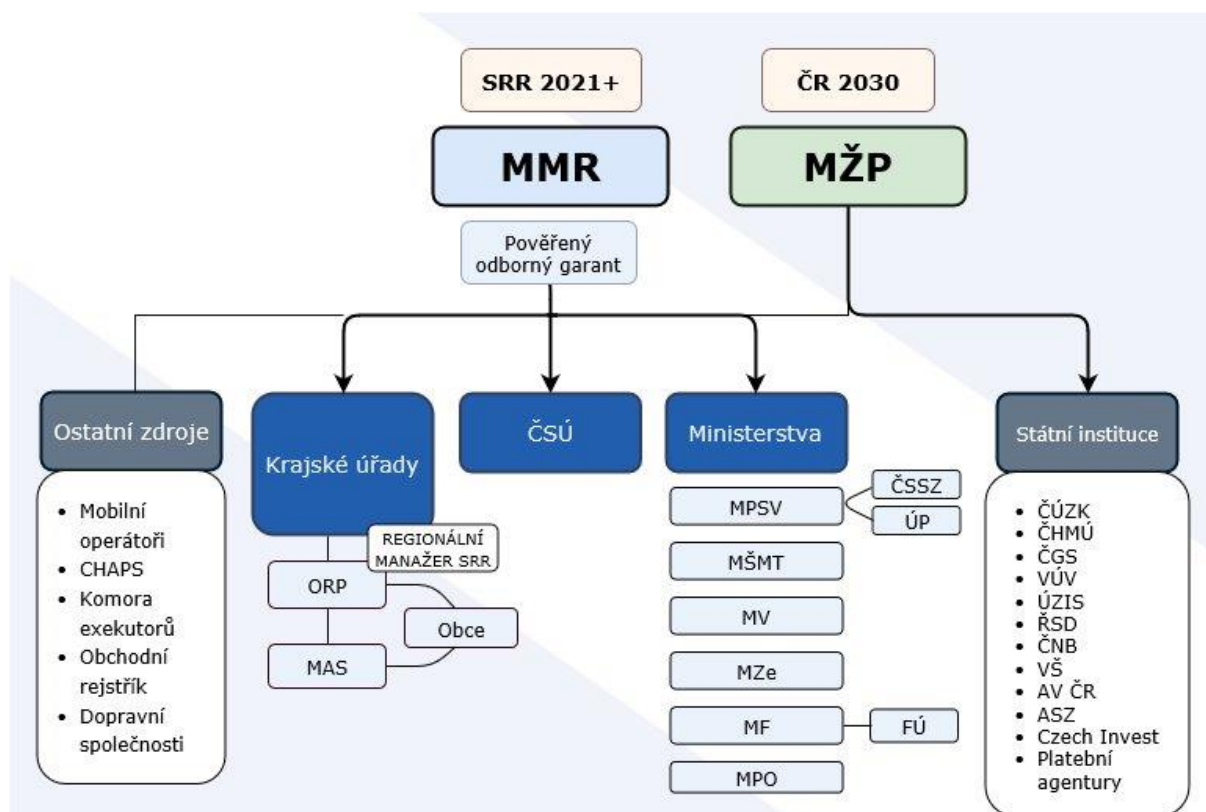 SRR 2021+
ČR 2030
MMR
MŽP
Pověřený
odborný garant
Ostatní zdroje
• Mobilní
operátoři
• CHAPS
• Komora
exekutorů
• Obchodní
rejstřík
• Dopravní
společnosti
Krajské úřady
REGIONÁLNÍ
MANAŽER SRR
ORP
Obce
MAS
ČSÚ
Ministerstva
MPSV
ČSSZ
ÚP
MŠMT
MV
MZe
MF
FÚ
MPO
Státní instituce
• ČÚZK
• ČHMÚ
• ČGS
• VÚV
• ÚZIS
• ŘSD
• ČNB
• VŠ
• AV ČR
• ASZ
• Czech Invest
• Platební
agentury